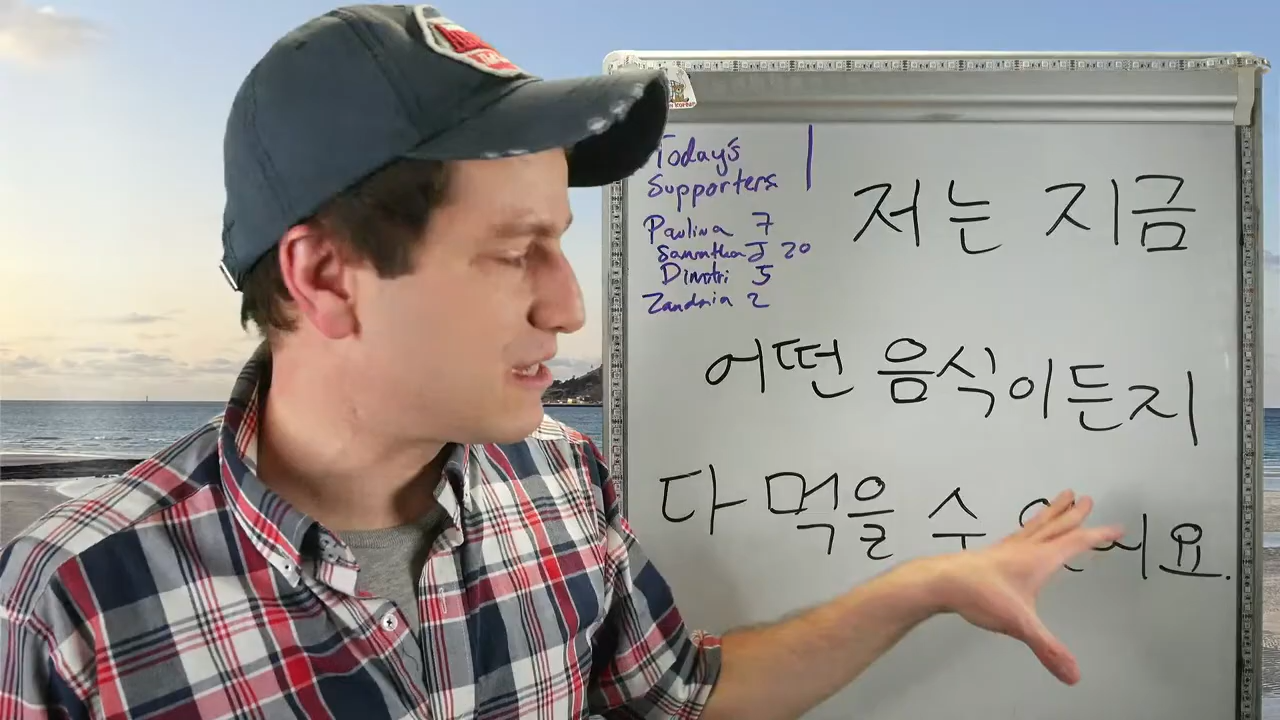 Today's
Supporters
Paulina 7
Samantha J 20
Dimitri 5
Zandria 2
저는 지금
어떤 음식이든지
다 먹을 수